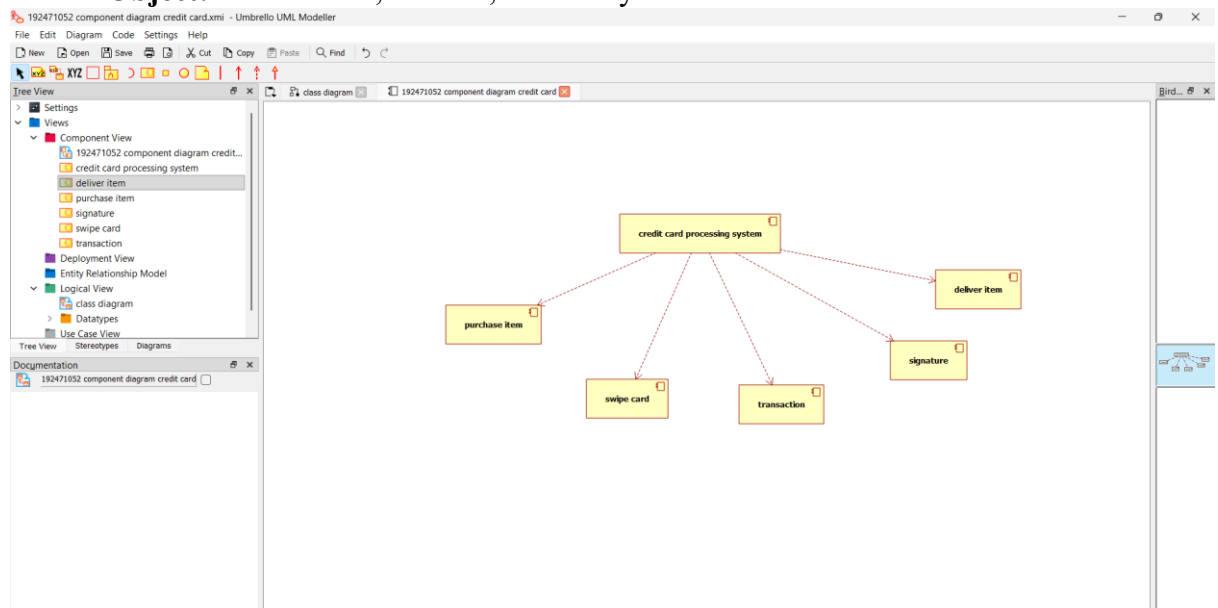 192471052 component diagram credit card.xmi - Umbrello UML Modeller
File Edit Diagram Code Settings Help
New Open Save Cut Copy Paste Find
XYZ XYZ
Tree View
class diagram 192471052 component diagram credit card
Bird...
Settings
Views
Component View
192471052 component diagram credit...
credit card processing system
deliver item
purchase item
signature
swipe card
transaction
Deployment View
Entity Relationship Model
Logical View
class diagram
Datatypes
Use Case View
Tree View Stereotypes Diagrams
Documentation
192471052 component diagram credit card
credit card processing system
deliver item
purchase item
signature
swipe card
transaction